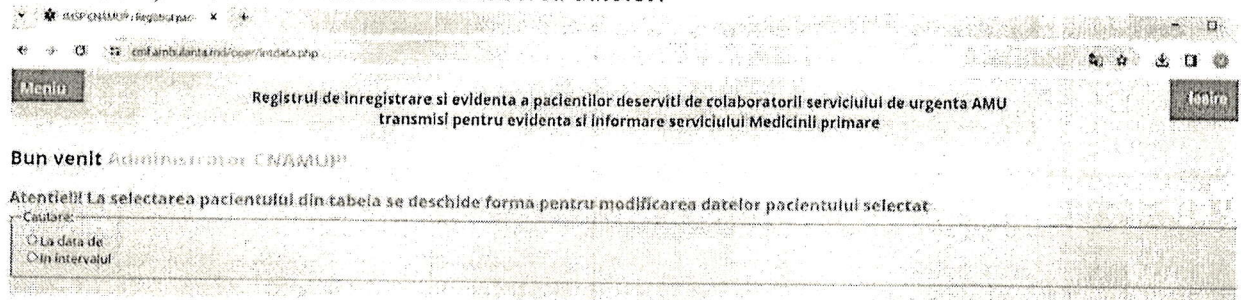 Meniu
Iesire
Registrul de inregistrare si evidenta a pacientilor deserviti de colaboratorii serviciului de urgenta AMU
transmisi pentru evidenta si informare serviciului Medicinii primare
Bun venit Administrator CNAMUP!
Atentie!!! La selectarea pacientului din tabela se deschide forma pentru modificarea datelor pacientului selectat
Cautare:
La data de
In intervalul